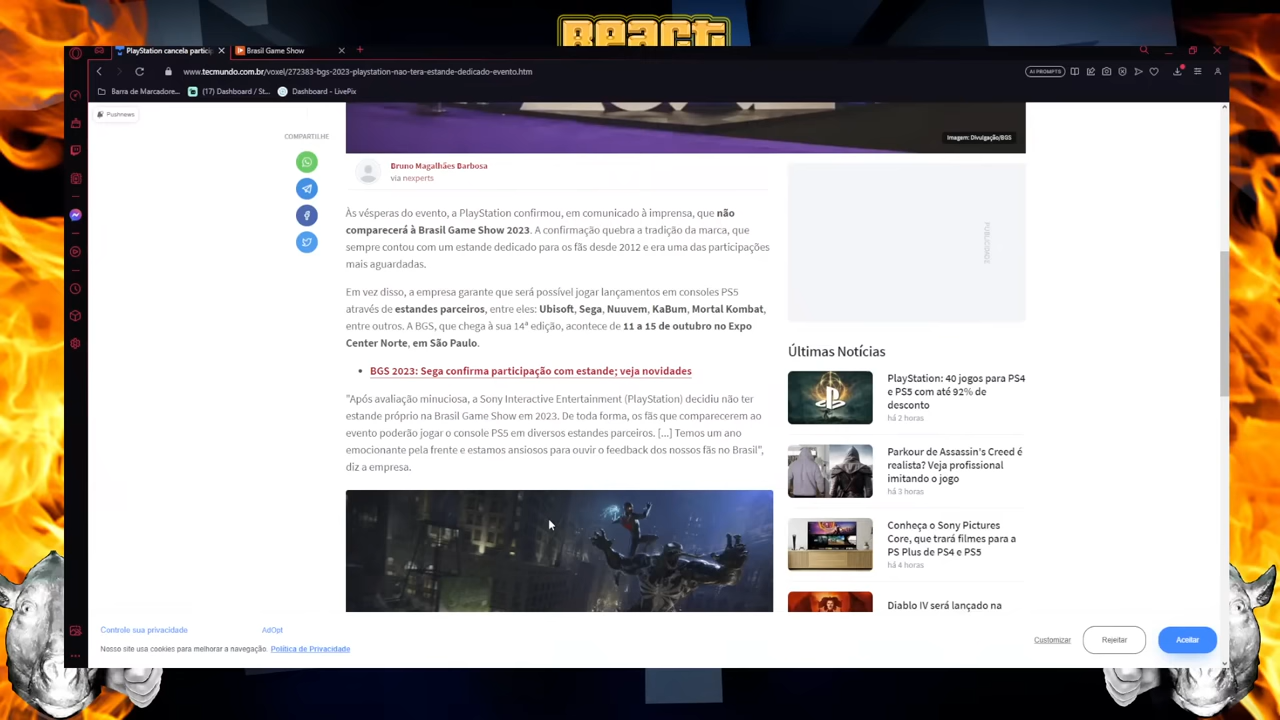 REACT
PlayStation cancela particip
Brasil Game Show
www.tecmundo.com.br/voxel/272383-bgs-2023-playstation-nao-tera-estande-dedicado-evento.htm
AI PROMPTS
Barra de Marcadore...
(17) Dashboard / St...
Dashboard - LivePix
Pushnews
COMPARTILHE
Imagem: Divulgação/BGS
Bruno Magalhães Barbosa
via nexperts
Às vésperas do evento, a PlayStation confirmou, em comunicado à imprensa, que não
comparecerá à Brasil Game Show 2023. A confirmação quebra a tradição da marca, que
sempre contou com um estande dedicado para os fãs desde 2012 e era uma das participações
mais aguardadas.
Em vez disso, a empresa garante que será possível jogar lançamentos em consoles PS5
através de estandes parceiros, entre eles: Ubisoft, Sega, Nuuvem, KaBum, Mortal Kombat,
entre outros. A BGS, que chega à sua 14ª edição, acontece de 11 a 15 de outubro no Expo
Center Norte, em São Paulo.
BGS 2023: Sega confirma participação com estande; veja novidades
"Após avaliação minuciosa, a Sony Interactive Entertainment (PlayStation) decidiu não ter
estande próprio na Brasil Game Show em 2023. De toda forma, os fãs que comparecerem ao
evento poderão jogar o console PS5 em diversos estandes parceiros. [...] Temos um ano
emocionante pela frente e estamos ansiosos para ouvir o feedback dos nossos fãs no Brasil",
diz a empresa.
PUBLICIDADE
Últimas Notícias
PlayStation: 40 jogos para PS4
e PS5 com até 92% de
desconto
há 2 horas
Parkour de Assassin's Creed é
realista? Veja profissional
imitando o jogo
há 3 horas
Conheça o Sony Pictures
Core, que trará filmes para a
PS Plus de PS4 e PS5
há 4 horas
Diablo IV será lançado na
Controle sua privacidade
AdOpt
Nosso site usa cookies para melhorar a navegação. Política de Privacidade
Customizar
Rejeitar
Aceitar